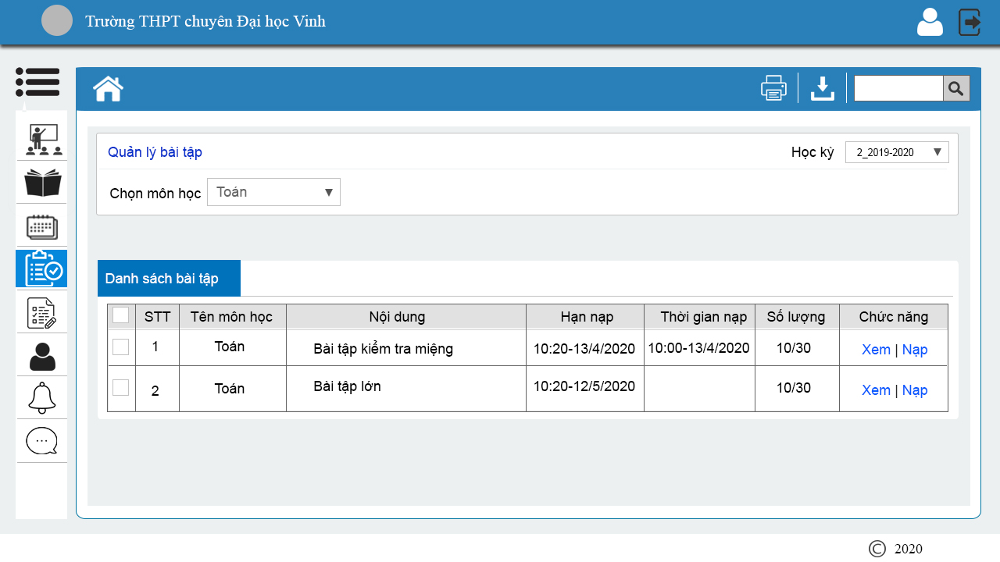 Trường THPT chuyên Đại học Vinh
Quản lý bài tập
Học kỳ 2_2019-2020
Chọn môn học Toán
Danh sách bài tập
STT Tên môn học Nội dung Hạn nạp Thời gian nạp Số lượng Chức năng
1 Toán Bài tập kiểm tra miệng 10:20-13/4/2020 10:00-13/4/2020 10/30 Xem | Nạp
2 Toán Bài tập lớn 10:20-12/5/2020 10/30 Xem | Nạp
© 2020